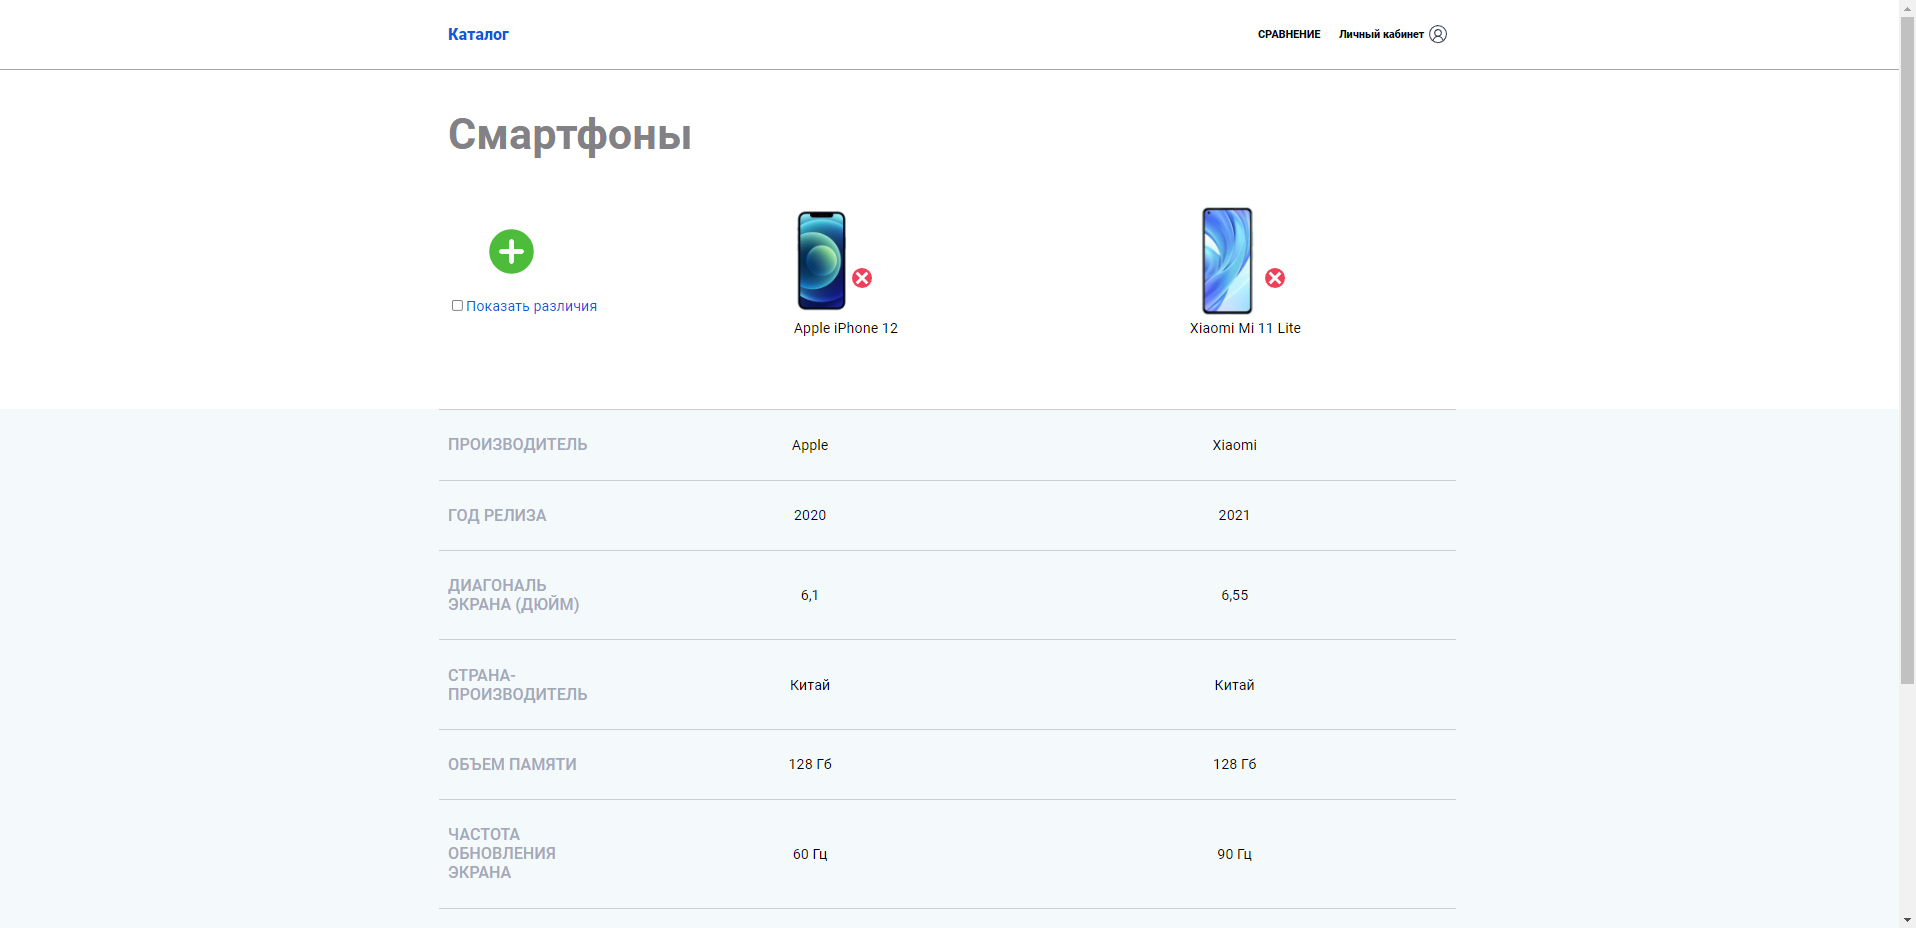 Каталог
СРАВНЕНИЕ
Личный кабинет
Смартфоны
Показать различия
Apple iPhone 12
Xiaomi Mi 11 Lite
ПРОИЗВОДИТЕЛЬ
Apple
Xiaomi
ГОД РЕЛИЗА
2020
2021
ДИАГОНАЛЬ
ЭКРАНА (ДЮЙМ)
6,1
6,55
СТРАНА-
ПРОИЗВОДИТЕЛЬ
Китай
Китай
ОБЪЕМ ПАМЯТИ
128 Гб
128 Гб
ЧАСТОТА
ОБНОВЛЕНИЯ
ЭКРАНА
60 Гц
90 Гц